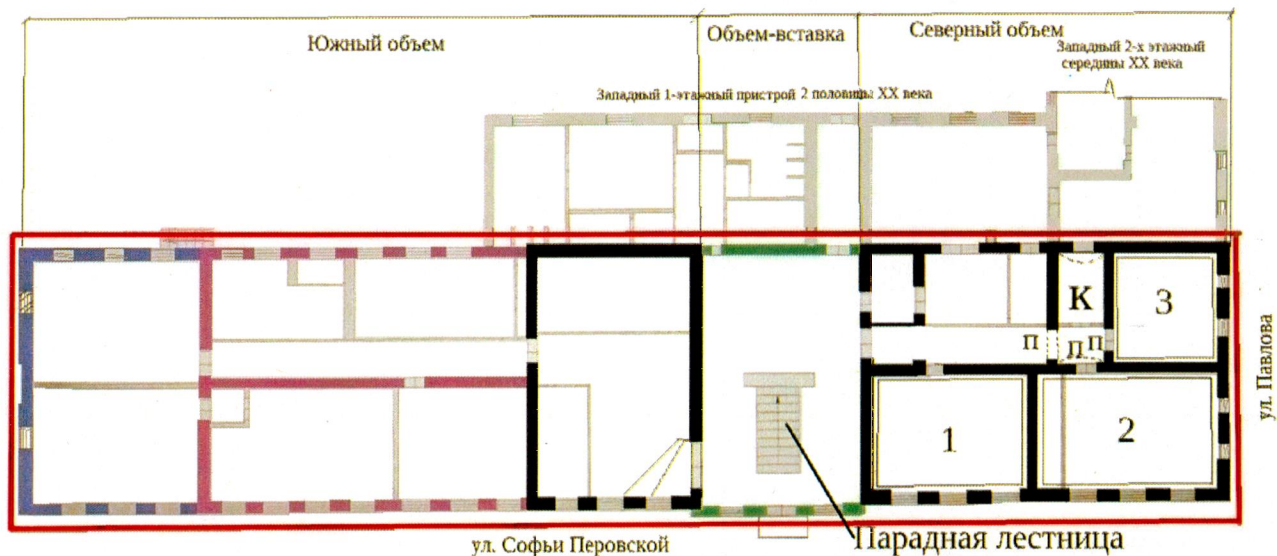 Южный объем
Объем-вставка
Северный объем
Западный 2-х этажный
середины XX века
Западный 1-этажный пристрой 2 половины XX века
К
3
П
П
П
1
2
ул. Павлова
Парадная лестница
ул. Софьи Перовской